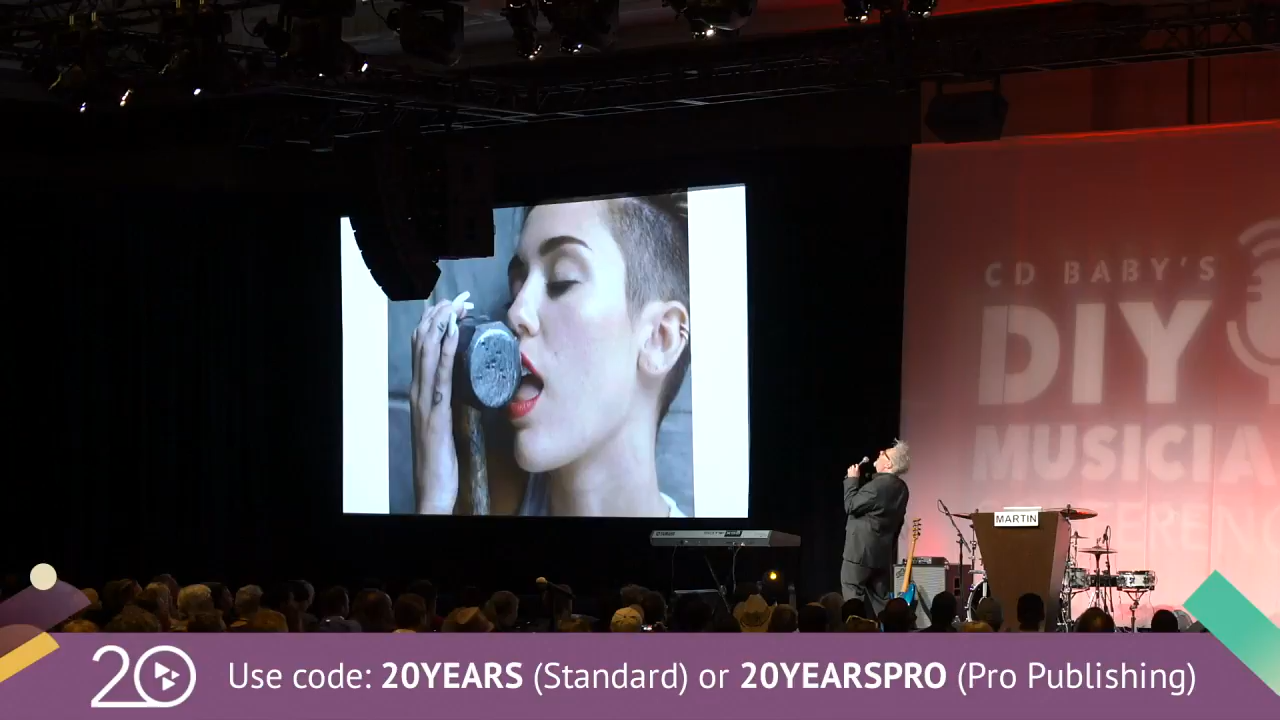 CD BABY'S
DIY
MUSICIA
MARTIN
20
Use code: 20YEARS (Standard) or 20YEARSPRO (Pro Publishing)